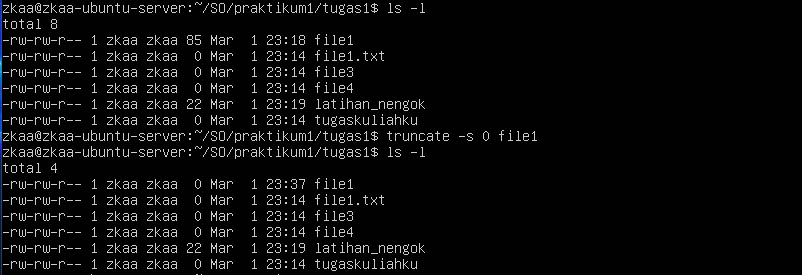 zkaa@zkaa-ubuntu-server:~/SO/praktikum1/tugas1$ ls -l
total 8
-rw-rw-r-- 1 zkaa zkaa 85 Mar  1 23:18 file1
-rw-rw-r-- 1 zkaa zkaa  0 Mar  1 23:14 file1.txt
-rw-rw-r-- 1 zkaa zkaa  0 Mar  1 23:14 file3
-rw-rw-r-- 1 zkaa zkaa  0 Mar  1 23:14 file4
-rw-rw-r-- 1 zkaa zkaa 22 Mar  1 23:19 latihan_nengok
-rw-rw-r-- 1 zkaa zkaa  0 Mar  1 23:14 tugaskuliahku
zkaa@zkaa-ubuntu-server:~/SO/praktikum1/tugas1$ truncate -s 0 file1
zkaa@zkaa-ubuntu-server:~/SO/praktikum1/tugas1$ ls -l
total 4
-rw-rw-r-- 1 zkaa zkaa  0 Mar  1 23:37 file1
-rw-rw-r-- 1 zkaa zkaa  0 Mar  1 23:14 file1.txt
-rw-rw-r-- 1 zkaa zkaa  0 Mar  1 23:14 file3
-rw-rw-r-- 1 zkaa zkaa  0 Mar  1 23:14 file4
-rw-rw-r-- 1 zkaa zkaa 22 Mar  1 23:19 latihan_nengok
-rw-rw-r-- 1 zkaa zkaa  0 Mar  1 23:14 tugaskuliahku